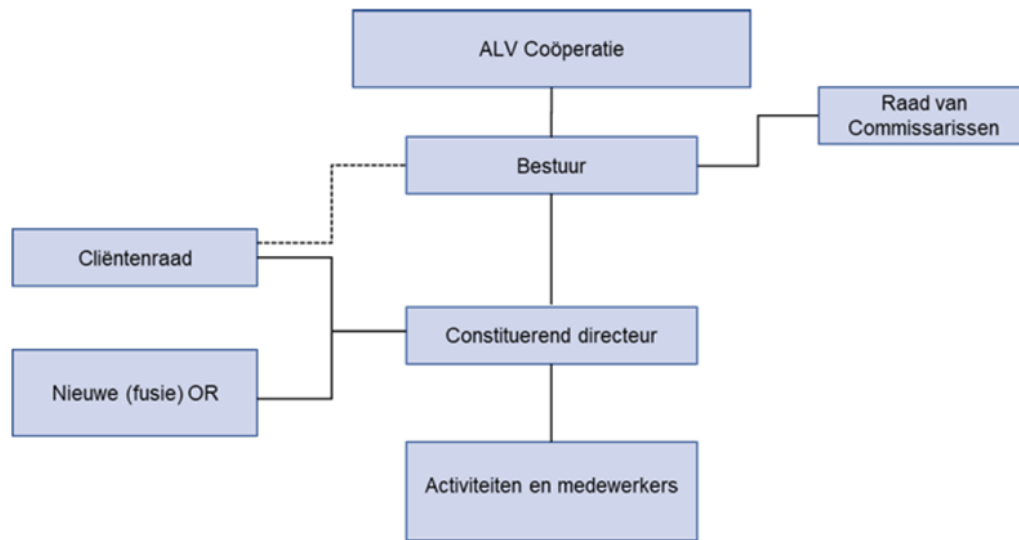 ALV Coöperatie
Raad van
Commissarissen
Bestuur
Cliëntenraad
Constituerend directeur
Nieuwe (fusie) OR
Activiteiten en medewerkers